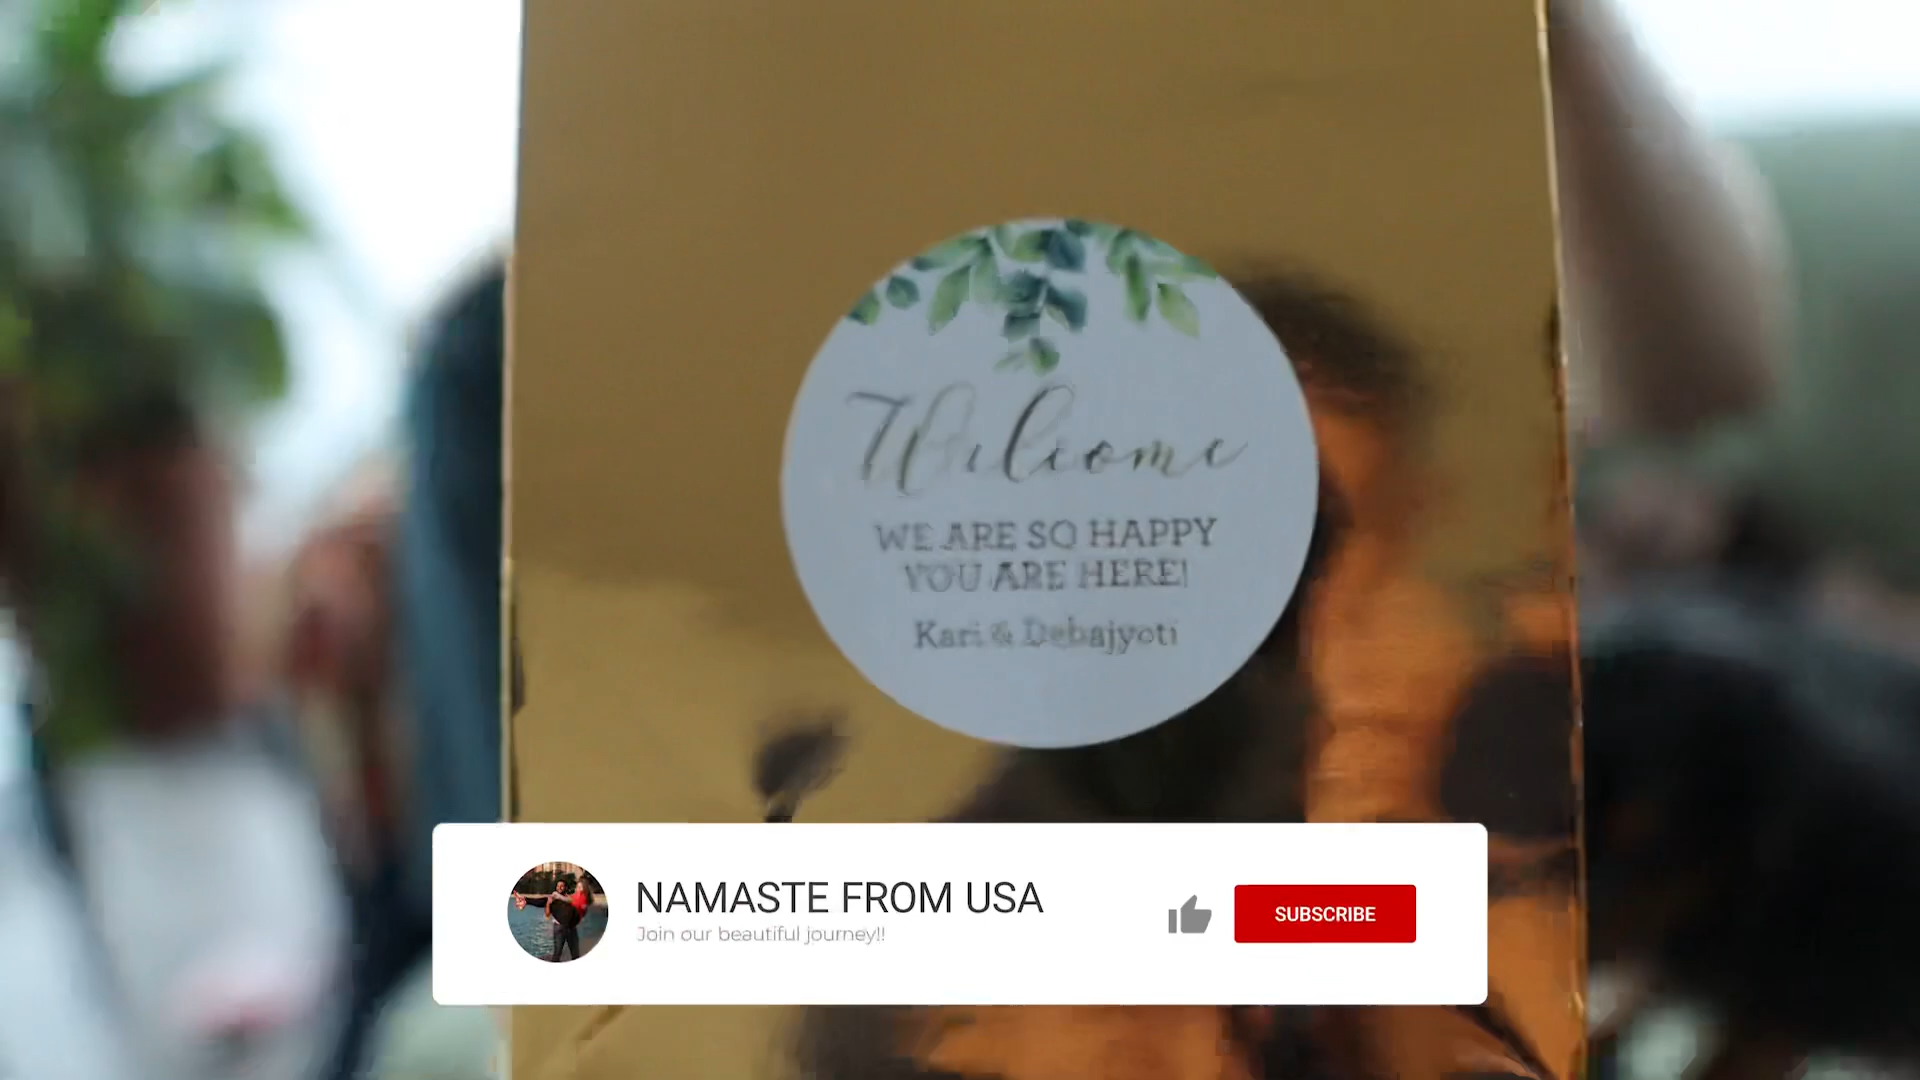 Welcome
WE ARE SO HAPPY
YOU ARE HERE!
Kari & Debajyoti
NAMASTE FROM USA
Join our beautiful journey!!
SUBSCRIBE